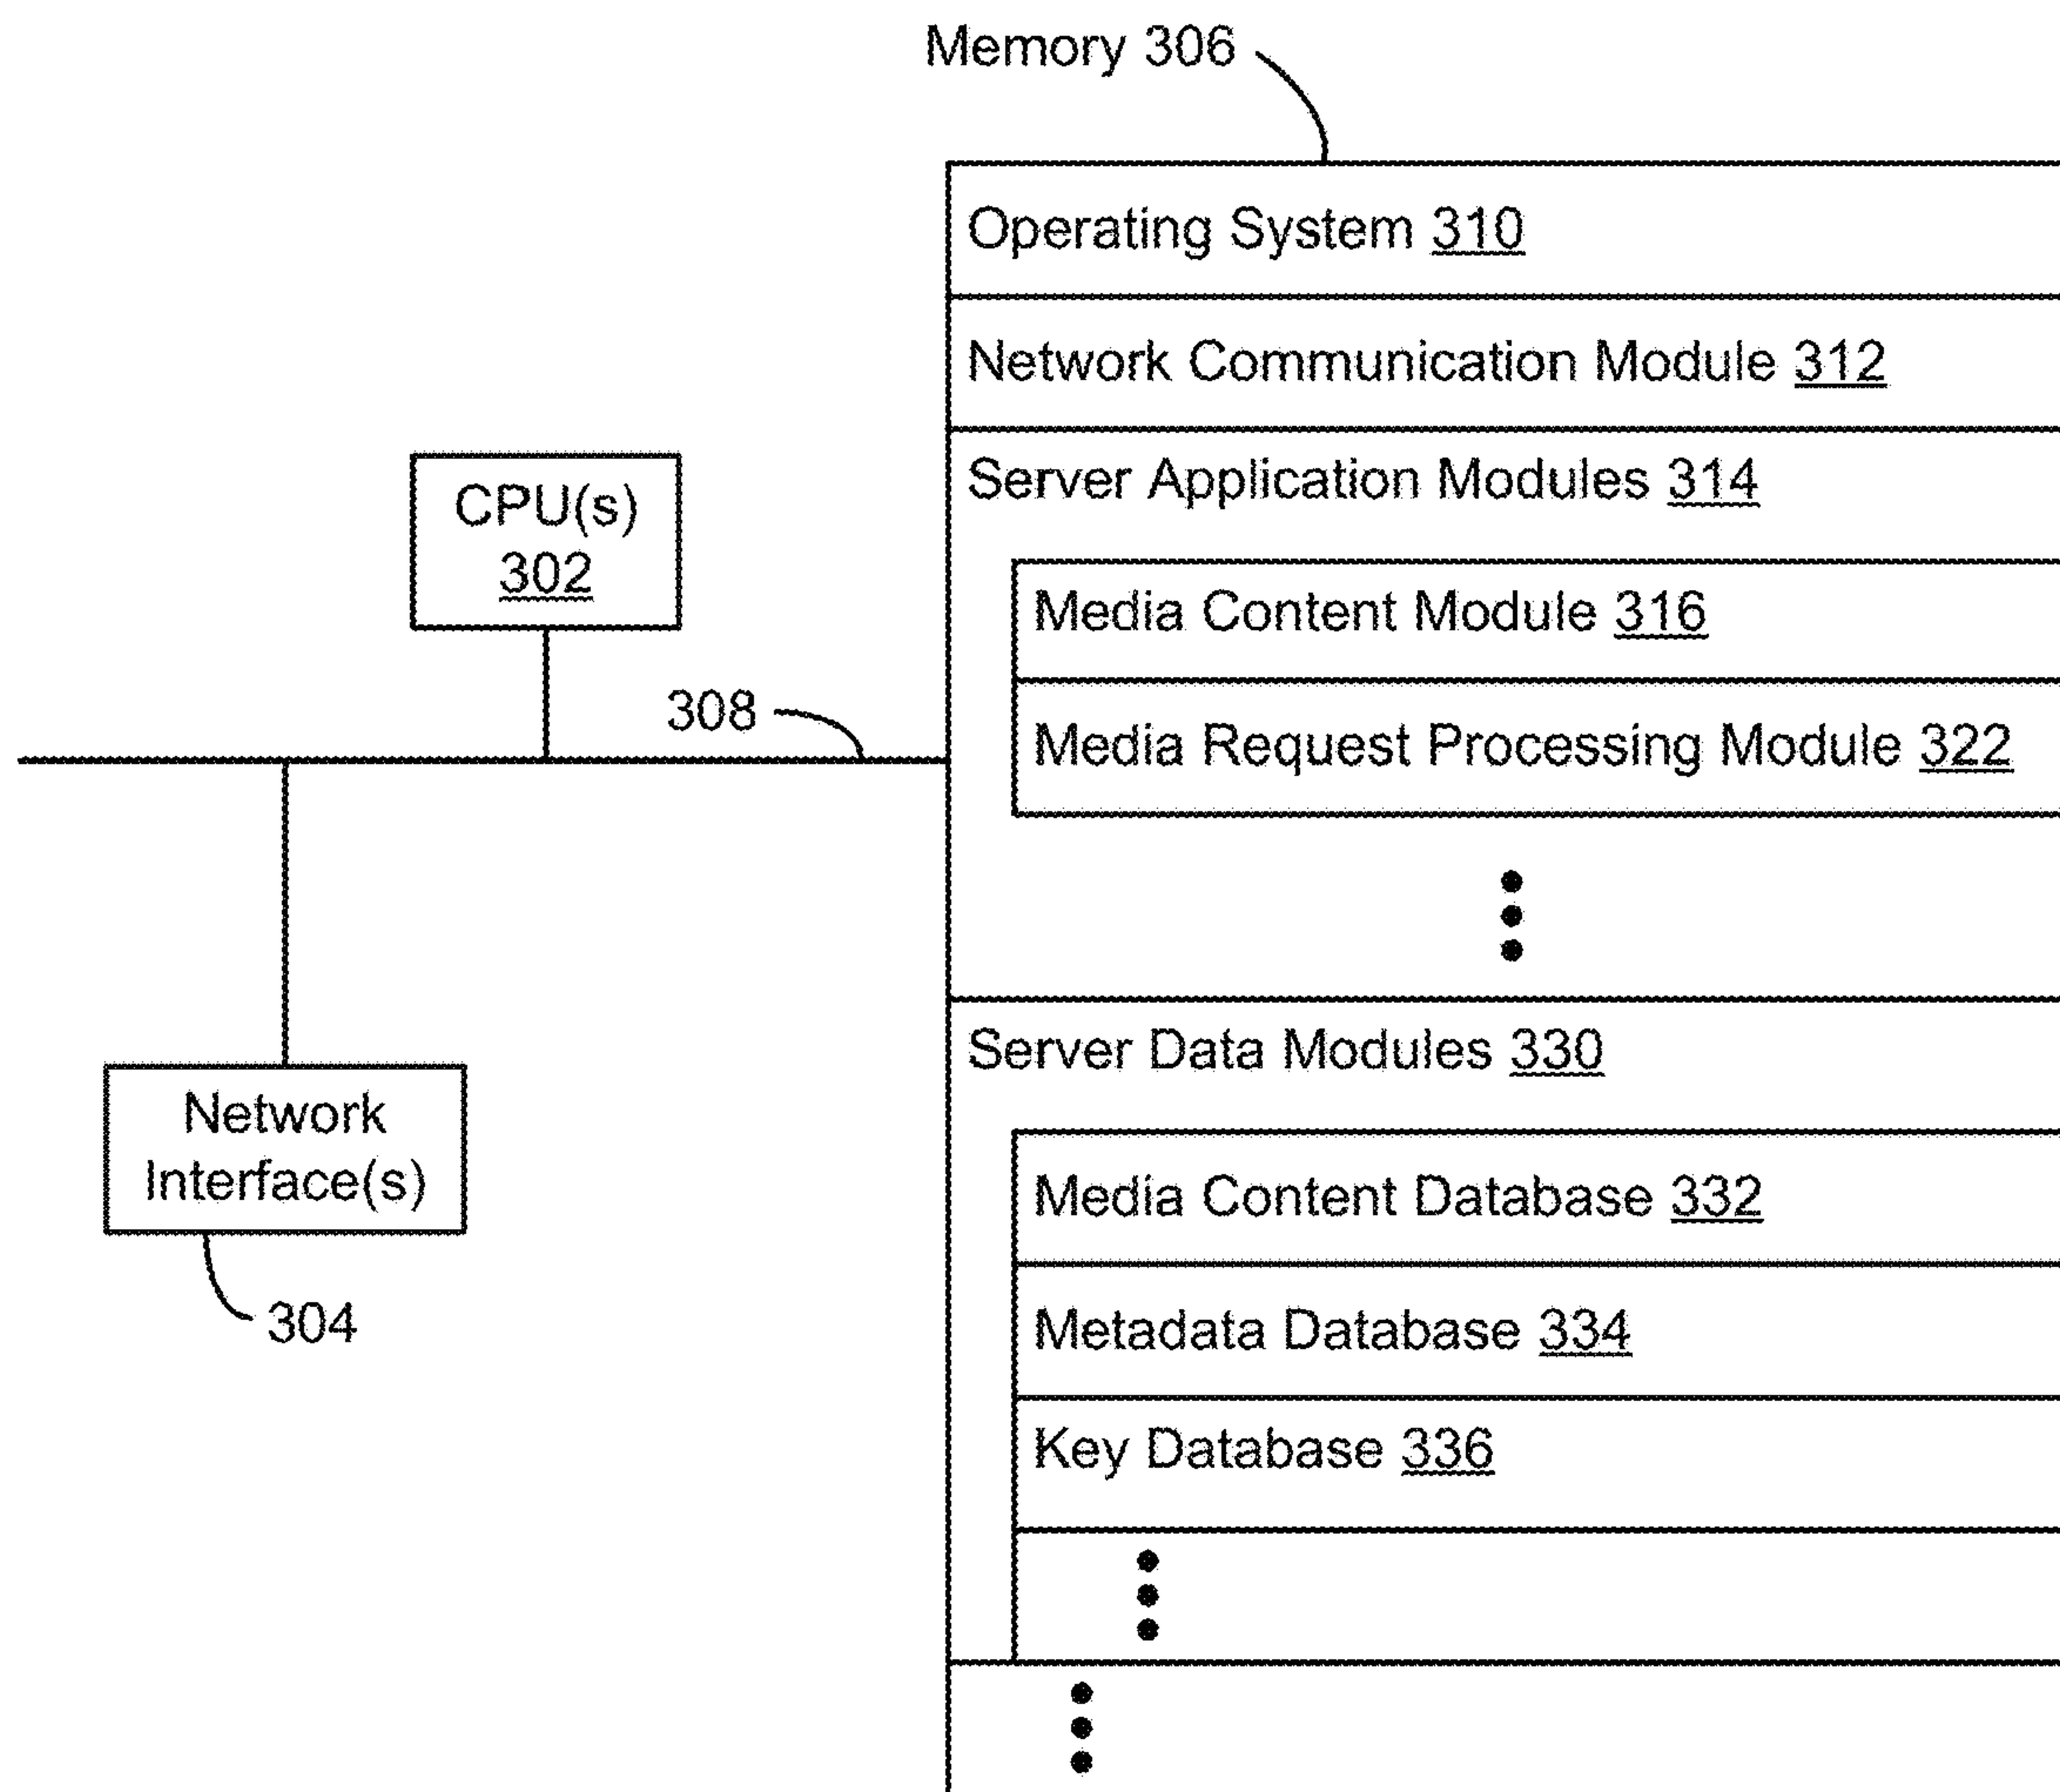 Memory 306
Operating System 310
Network Communication Module 312
Server Application Modules 314
Media Content Module 316
Media Request Processing Module 322
CPU(s)
302
308
Server Data Modules 330
Media Content Database 332
Metadata Database 334
Key Database 336
Network
Interface(s)
304